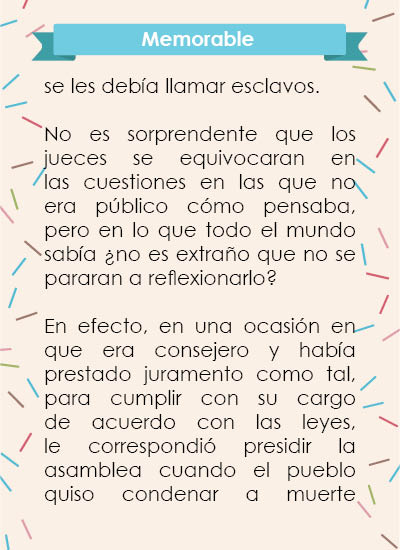 Memorable
se les debía llamar esclavos.
No es sorprendente que los
jueces se equivocaran en
las cuestiones en las que no
era público cómo pensaba,
pero en lo que todo el mundo
sabía ¿no es extraño que no se
pararan a reflexionarlo?
En efecto, en una ocasión en
que era consejero y había
prestado juramento como tal,
para cumplir con su cargo
de acuerdo con las leyes,
le correspondió presidir la
asamblea cuando el pueblo
quiso condenar a muerte